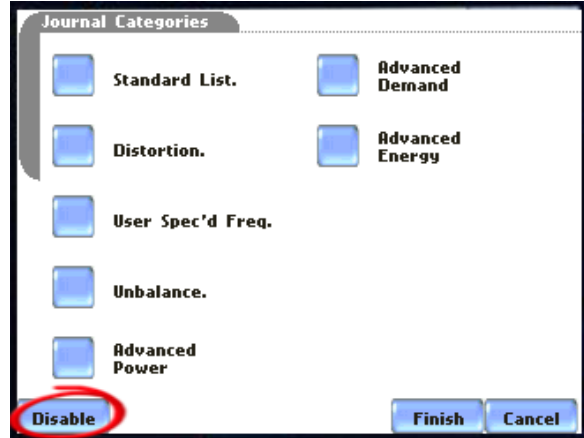 Journal Categories
Standard List.
Advanced
Demand
Distortion.
Advanced
Energy
User Spec'd Freq.
Unbalance.
Advanced
Power
Disable
Finish
Cancel